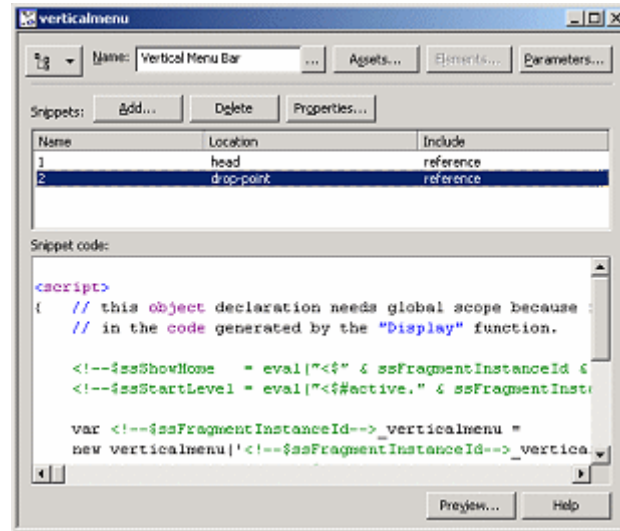 verticalmenu
Name: Vertical Menu Bar ... Assets... Elements... Parameters...
Snippets: Add... Delete Properties...
Name Location Include
1 head reference
2 drop-point reference
Snippet code:
<script>
{ // this object declaration needs global scope because
// in the code generated by the "Display" function.
<!--$ssShowHome = eval("<$" & ssFragmentInstanceId &
<!--$ssStartLevel = eval("<$#active." & ssFragmentInst
var <!--$ssFragmentInstanceId-->_verticalmenu =
new verticalmenu('<!--$ssFragmentInstanceId-->_vertica
Preview... Help